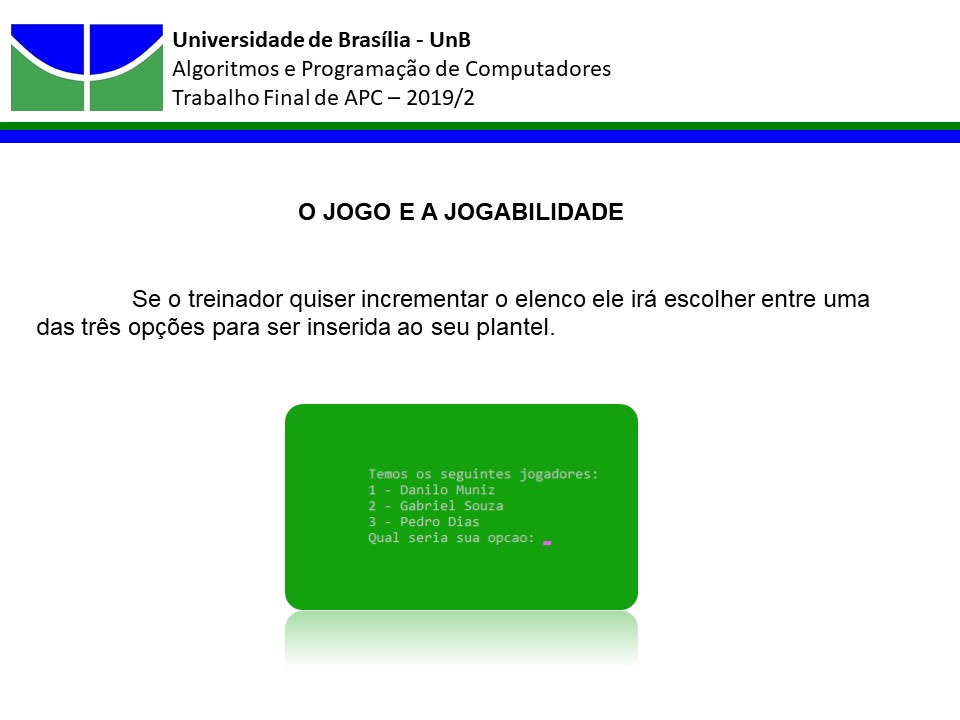 Universidade de Brasília - UnB
Algoritmos e Programação de Computadores
Trabalho Final de APC – 2019/2
O JOGO E A JOGABILIDADE
Se o treinador quiser incrementar o elenco ele irá escolher entre uma
das três opções para ser inserida ao seu plantel.
Temos os seguintes jogadores:
1 - Danilo Muniz
2 - Gabriel Souza
3 - Pedro Dias
Qual seria sua opcao: